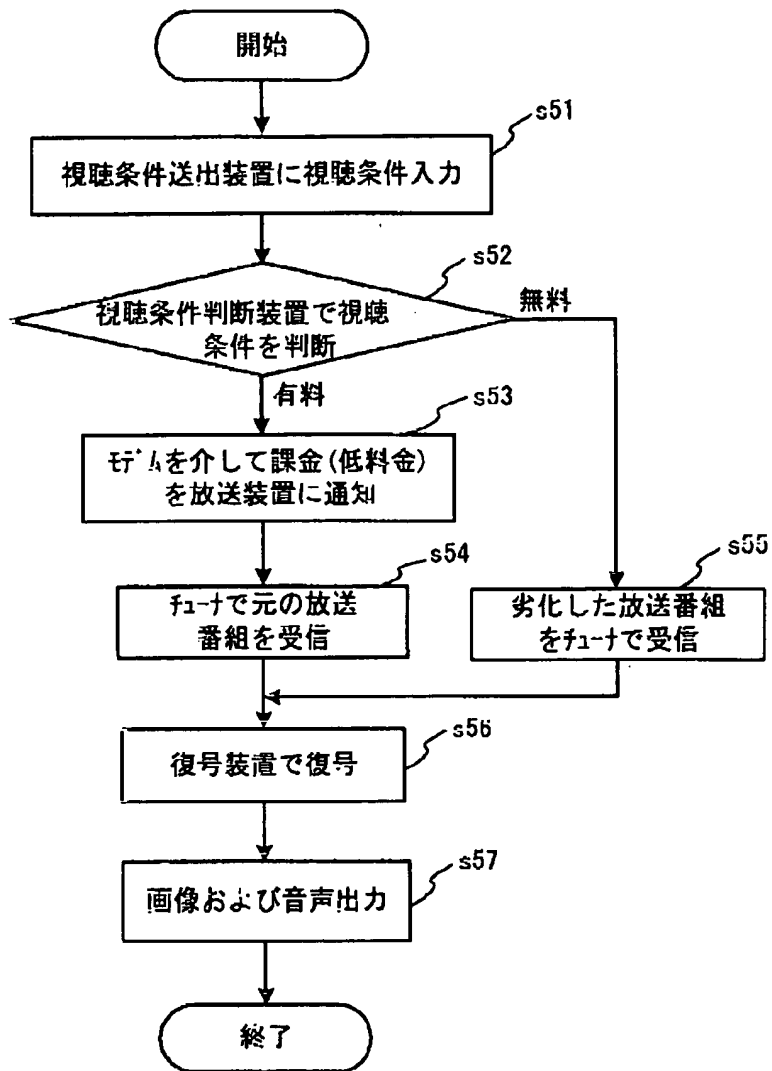 開始
s51
視聴条件送出装置に視聴条件入力
s52
視聴条件判断装置で視聴
条件を判断
無料
有料
s53
ﾓﾃﾞﾑを介して課金(低料金)
を放送装置に通知
s54
ﾁｭｰﾅで元の放送
番組を受信
s55
劣化した放送番組
をﾁｭｰﾅで受信
s56
復号装置で復号
s57
画像および音声出力
終了